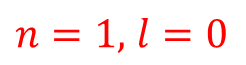 𝑛 = 1, 𝑙 = 0